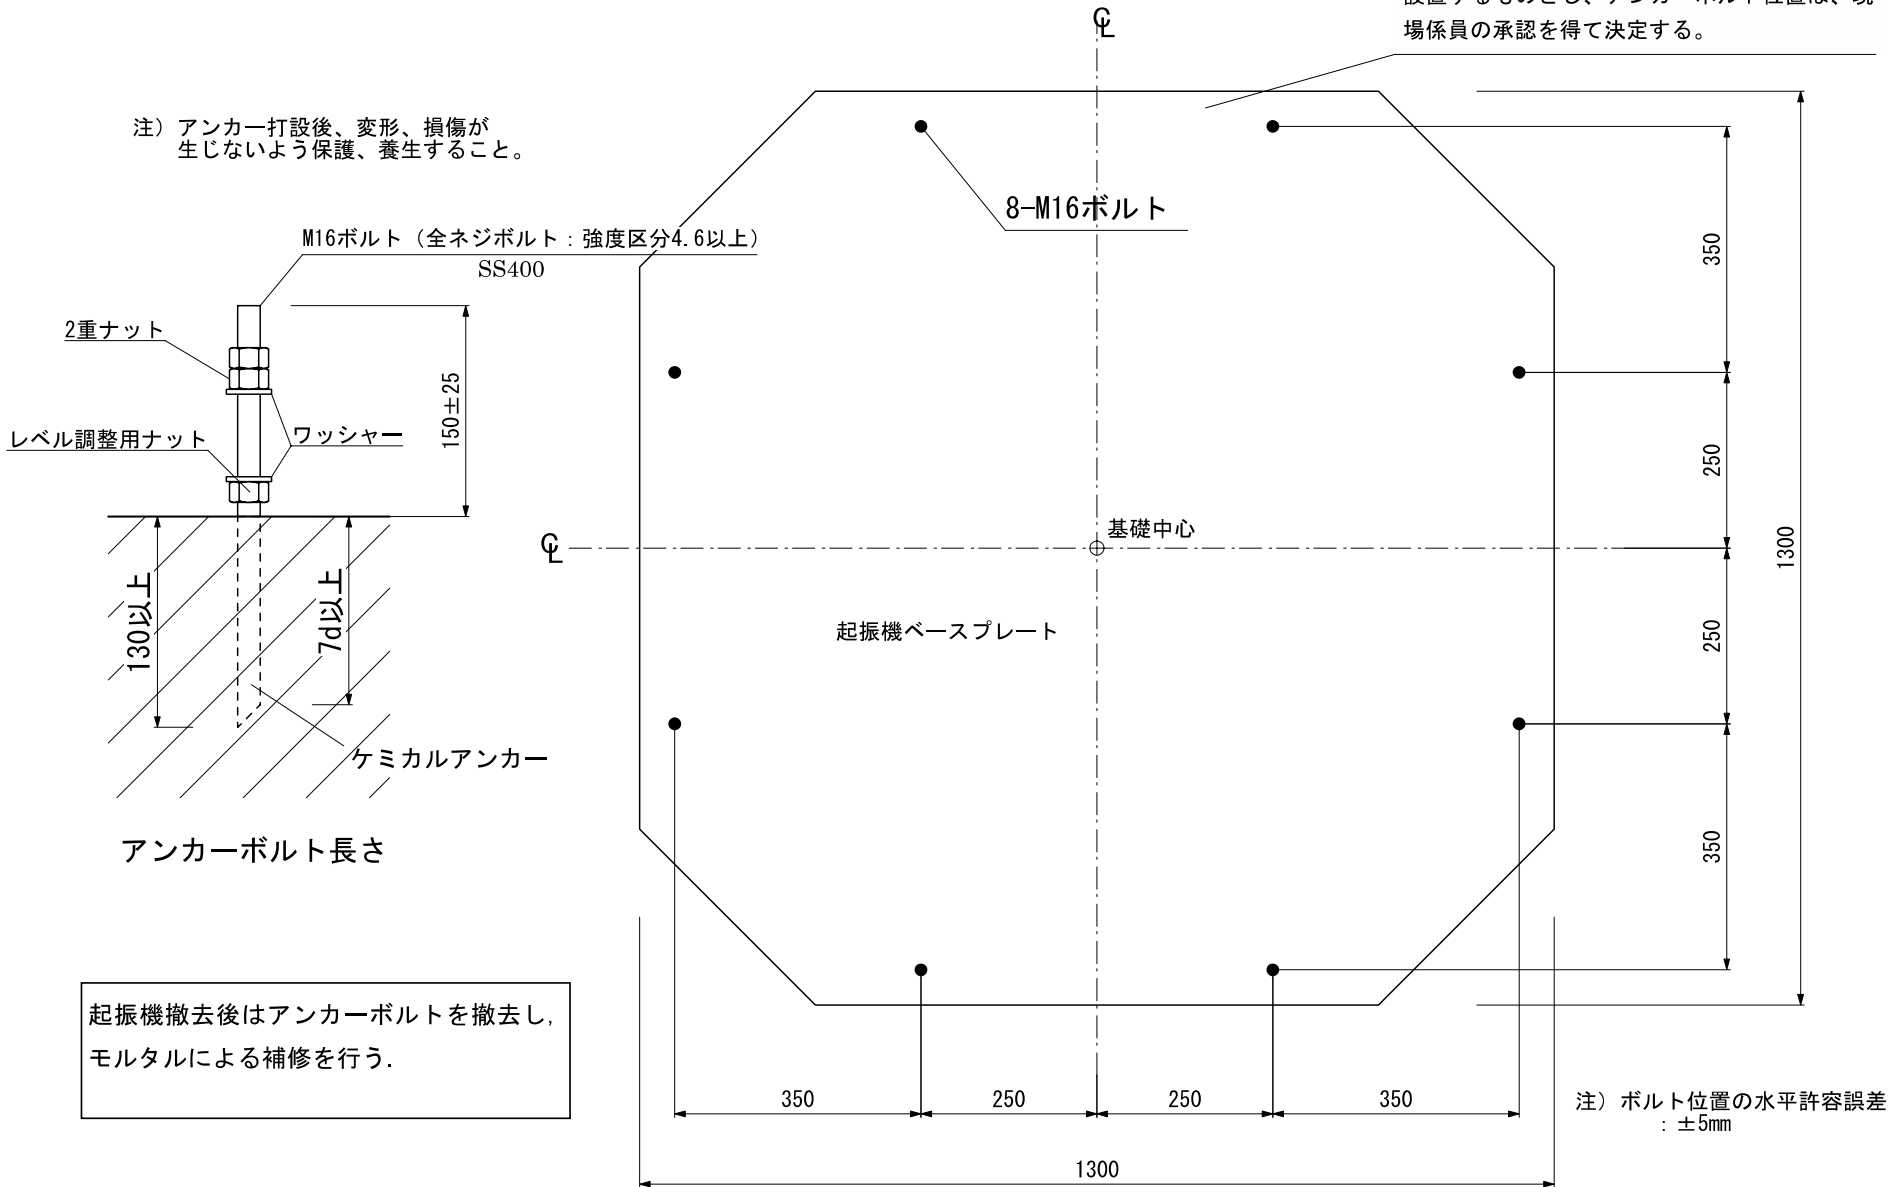 場係員の承認を得て決定する。
℄
注）アンカー打設後、変形、損傷が
生じないよう保護、養生すること。
8-M16ボルト
M16ボルト（全ネジボルト：強度区分4.6以上）
SS400
2重ナット
150±25
レベル調整用ナット
ワッシャー
130以上
7d以上
ケミカルアンカー
アンカーボルト長さ
℄
基礎中心
起振機ベースプレート
350
250
250
350
1300
起振機撤去後はアンカーボルトを撤去し,
モルタルによる補修を行う.
350
250
250
350
1300
注）ボルト位置の水平許容誤差
：±5mm